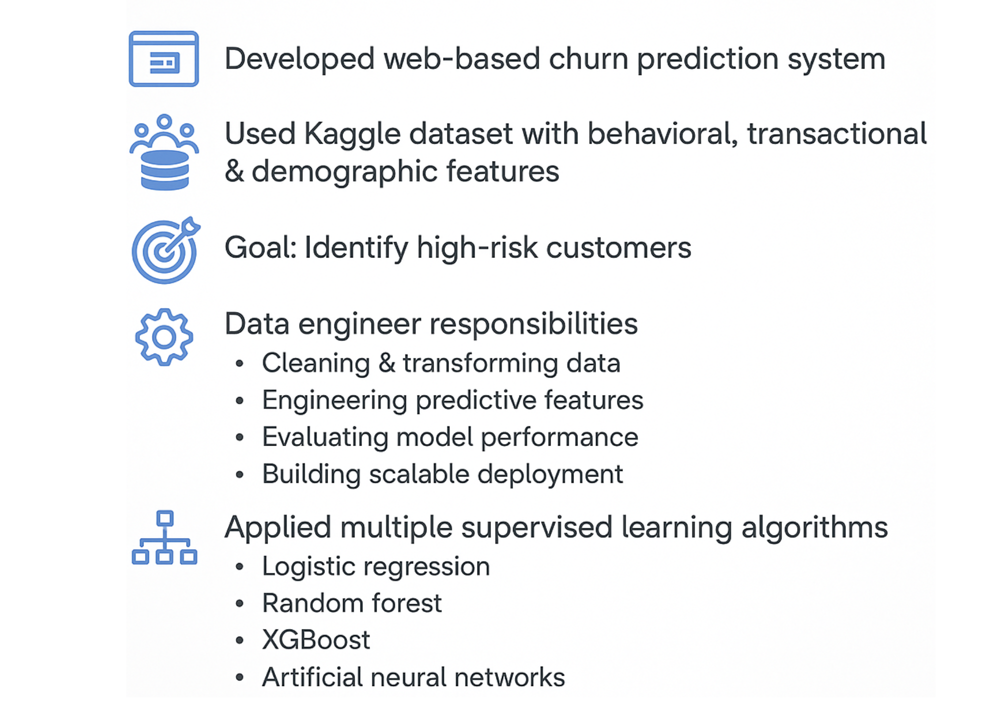 Developed web-based churn prediction system
Used Kaggle dataset with behavioral, transactional
& demographic features
Goal: Identify high-risk customers
Data engineer responsibilities
• Cleaning & transforming data
• Engineering predictive features
• Evaluating model performance
• Building scalable deployment
Applied multiple supervised learning algorithms
• Logistic regression
• Random forest
• XGBoost
• Artificial neural networks